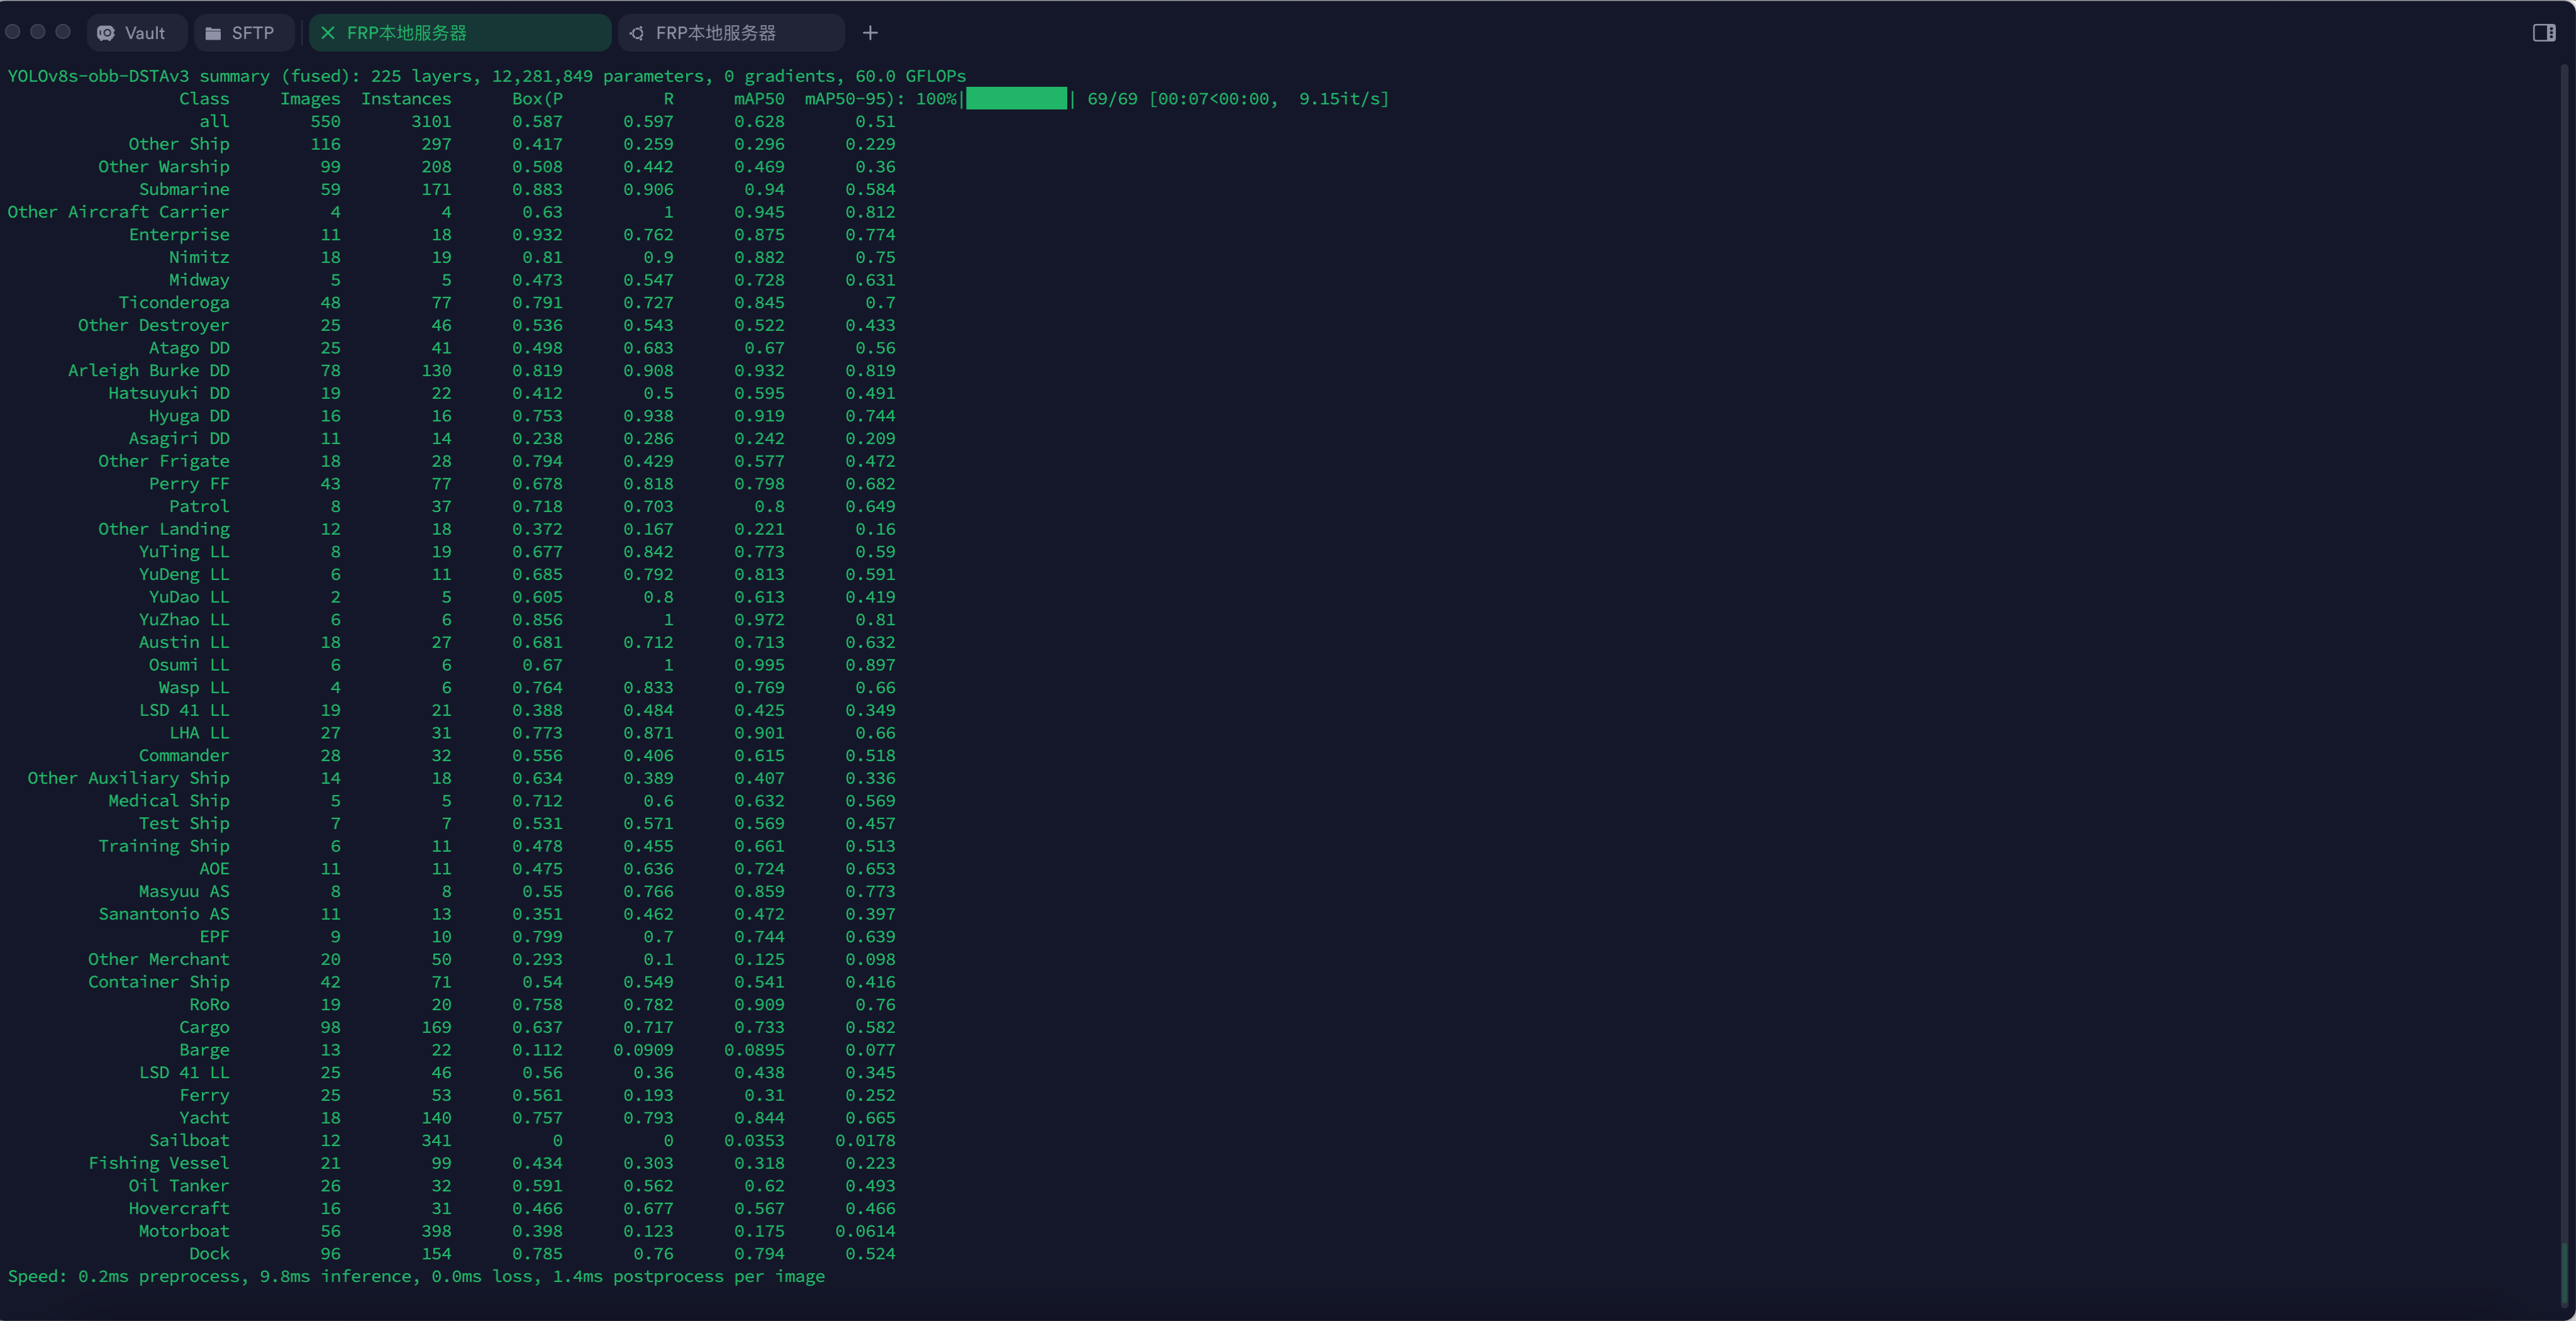 Vault SFTP FRP本地服务器 FRP本地服务器
YOLOv8s-obb-DSTAv3 summary (fused): 225 layers, 12,281,849 parameters, 0 gradients, 60.0 GFLOPs
Class Images Instances Box(P R mAP50 mAP50-95): 100%|██████████| 69/69 [00:07<00:00, 9.15it/s]
all 550 3101 0.587 0.597 0.628 0.51
Other Ship 116 297 0.417 0.259 0.296 0.229
Other Warship 99 208 0.508 0.442 0.469 0.36
Submarine 59 171 0.883 0.906 0.94 0.584
Other Aircraft Carrier 4 4 0.63 1 0.945 0.812
Enterprise 11 18 0.932 0.762 0.875 0.774
Nimitz 18 19 0.81 0.9 0.882 0.75
Midway 5 5 0.473 0.547 0.728 0.631
Ticonderoga 48 77 0.791 0.727 0.845 0.7
Other Destroyer 25 46 0.536 0.543 0.522 0.433
Atago DD 25 41 0.498 0.683 0.67 0.56
Arleigh Burke DD 78 130 0.819 0.908 0.932 0.819
Hatsuyuki DD 19 22 0.412 0.5 0.595 0.491
Hyuga DD 16 16 0.753 0.938 0.919 0.744
Asagiri DD 11 14 0.238 0.286 0.242 0.209
Other Frigate 18 28 0.794 0.429 0.577 0.472
Perry FF 43 77 0.678 0.818 0.798 0.682
Patrol 8 37 0.718 0.703 0.8 0.649
Other Landing 12 18 0.372 0.167 0.221 0.16
YuTing LL 8 19 0.677 0.842 0.773 0.59
YuDeng LL 6 11 0.685 0.792 0.813 0.591
YuDao LL 2 5 0.605 0.8 0.613 0.419
YuZhao LL 6 6 0.856 1 0.972 0.81
Austin LL 18 27 0.681 0.712 0.713 0.632
Osumi LL 6 6 0.67 1 0.995 0.897
Wasp LL 4 6 0.764 0.833 0.769 0.66
LSD 41 LL 19 21 0.388 0.484 0.425 0.349
LHA LL 27 31 0.773 0.871 0.901 0.66
Commander 28 32 0.556 0.406 0.615 0.518
Other Auxiliary Ship 14 18 0.634 0.389 0.407 0.336
Medical Ship 5 5 0.712 0.6 0.632 0.569
Test Ship 7 7 0.531 0.571 0.569 0.457
Training Ship 6 11 0.478 0.455 0.661 0.513
AOE 11 11 0.475 0.636 0.724 0.653
Masyuu AS 8 8 0.55 0.766 0.859 0.773
Sanantonio AS 11 13 0.351 0.462 0.472 0.397
EPF 9 10 0.799 0.7 0.744 0.639
Other Merchant 20 50 0.293 0.1 0.125 0.098
Container Ship 42 71 0.54 0.549 0.541 0.416
RoRo 19 20 0.758 0.782 0.909 0.76
Cargo 98 169 0.637 0.717 0.733 0.582
Barge 13 22 0.112 0.0909 0.0895 0.077
LSD 41 LL 25 46 0.56 0.36 0.438 0.345
Ferry 25 53 0.561 0.193 0.31 0.252
Yacht 18 140 0.757 0.793 0.844 0.665
Sailboat 12 341 0 0 0.0353 0.0178
Fishing Vessel 21 99 0.434 0.303 0.318 0.223
Oil Tanker 26 32 0.591 0.562 0.62 0.493
Hovercraft 16 31 0.466 0.677 0.567 0.466
Motorboat 56 398 0.398 0.123 0.175 0.0614
Dock 96 154 0.785 0.76 0.794 0.524
Speed: 0.2ms preprocess, 9.8ms inference, 0.0ms loss, 1.4ms postprocess per image